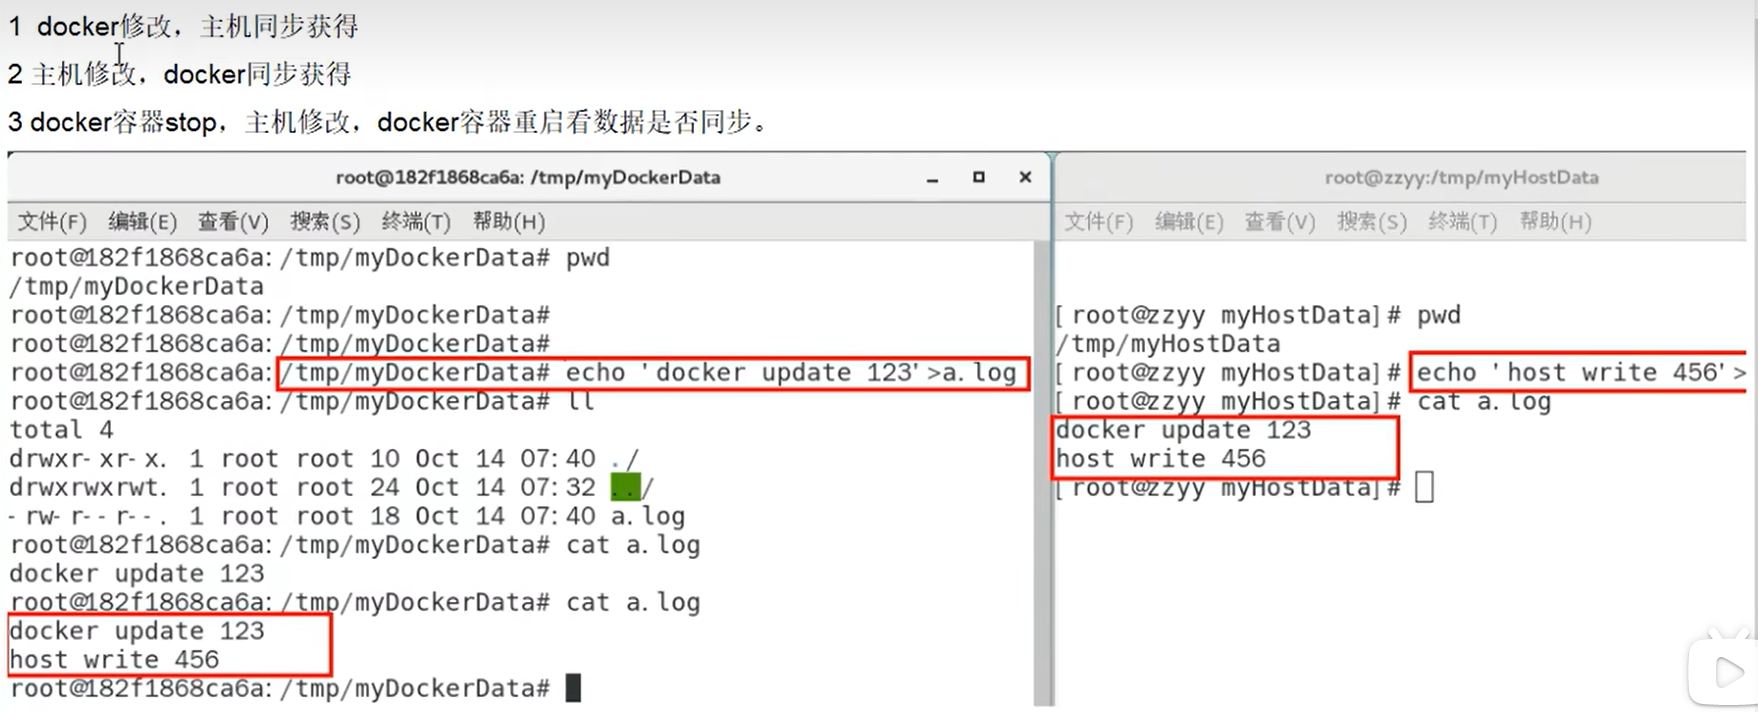 1 docker修改，主机同步获得
2 主机修改，docker同步获得
3 docker容器stop，主机修改，docker容器重启看数据是否同步。
root@182f1868ca6a: /tmp/myDockerData
文件(F) 编辑(E) 查看(V) 搜索(S) 终端(T) 帮助(H)
root@182f1868ca6a:/tmp/myDockerData# pwd
/tmp/myDockerData
root@182f1868ca6a:/tmp/myDockerData#
root@182f1868ca6a:/tmp/myDockerData#
root@182f1868ca6a:/tmp/myDockerData# echo 'docker update 123'>a.log
root@182f1868ca6a:/tmp/myDockerData# ll
total 4
drwxr-xr-x. 1 root root 10 Oct 14 07:40 ./
drwxrwxrwt. 1 root root 24 Oct 14 07:32 ../
-rw-r--r--. 1 root root 18 Oct 14 07:40 a.log
root@182f1868ca6a:/tmp/myDockerData# cat a.log
docker update 123
root@182f1868ca6a:/tmp/myDockerData# cat a.log
docker update 123
host write 456
root@182f1868ca6a:/tmp/myDockerData#
root@zzyy:/tmp/myHostData
文件(F) 编辑(E) 查看(V) 搜索(S) 终端(T) 帮助(H)
[root@zzyy myHostData]# pwd
/tmp/myHostData
[root@zzyy myHostData]# echo 'host write 456'>
[root@zzyy myHostData]# cat a.log
docker update 123
host write 456
[root@zzyy myHostData]#